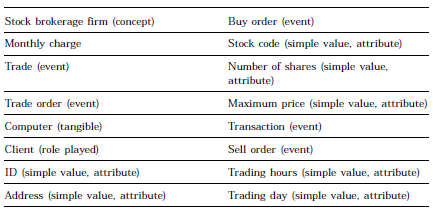 Stock brokerage firm (concept) Buy order (event)
Monthly charge Stock code (simple value, attribute)
Trade (event) Number of shares (simple value,
attribute)
Trade order (event) Maximum price (simple value, attribute)
Computer (tangible) Transaction (event)
Client (role played) Sell order (event)
ID (simple value, attribute) Trading hours (simple value, attribute)
Address (simple value, attribute) Trading day (simple value, attribute)